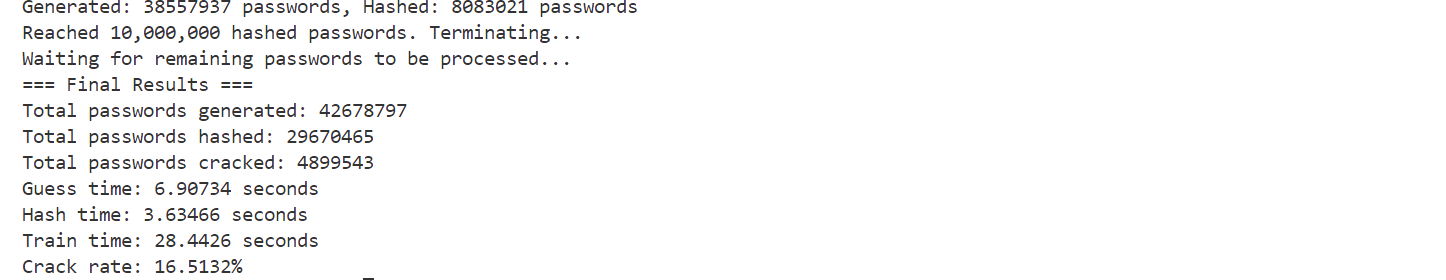 Generated: 38557937 passwords, Hashed: 8083021 passwords
Reached 10,000,000 hashed passwords. Terminating...
Waiting for remaining passwords to be processed...
=== Final Results ===
Total passwords generated: 42678797
Total passwords hashed: 29670465
Total passwords cracked: 4899543
Guess time: 6.90734 seconds
Hash time: 3.63466 seconds
Train time: 28.4426 seconds
Crack rate: 16.5132%